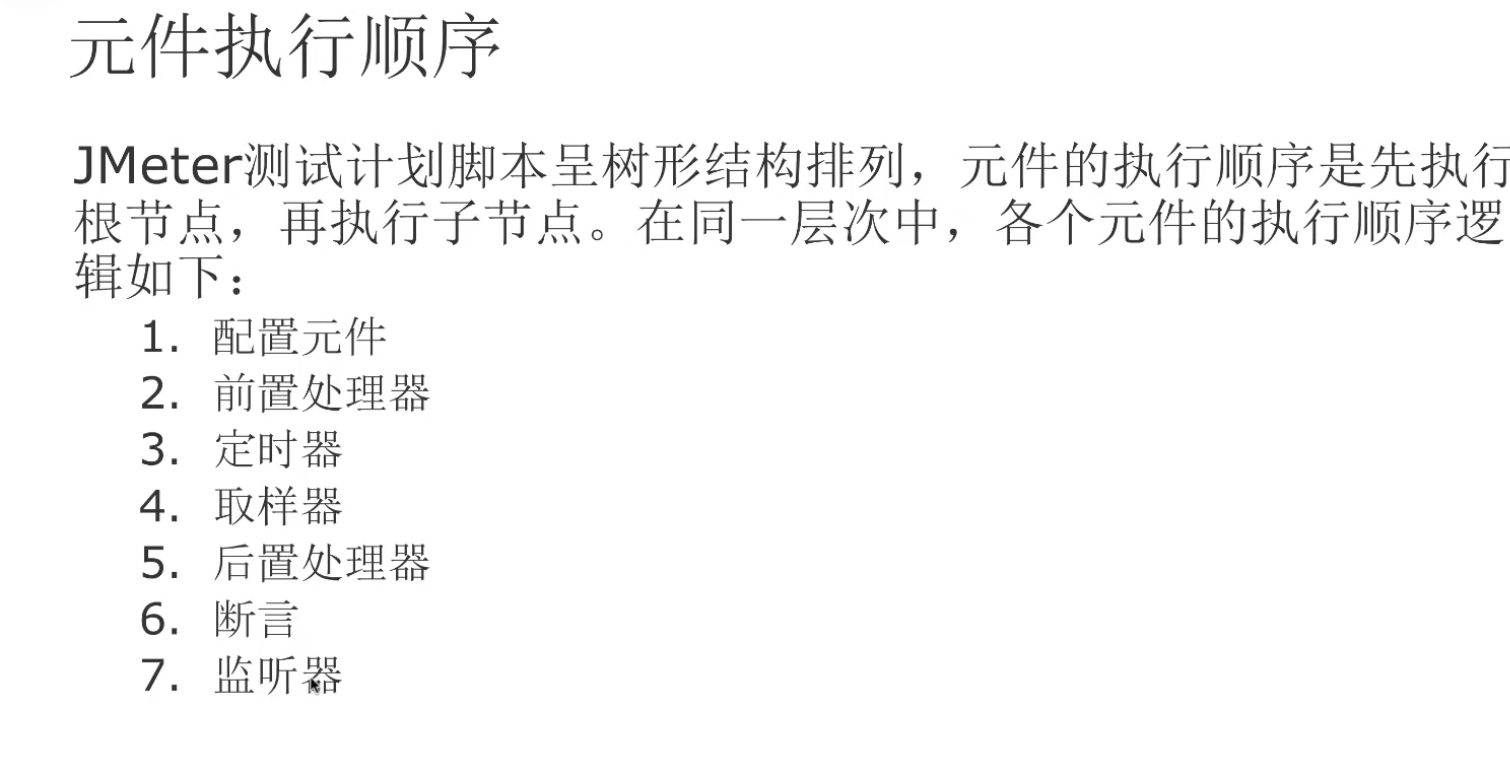 元件执行顺序
JMeter测试计划脚本呈树形结构排列，元件的执行顺序是先执行
根节点，再执行子节点。在同一层次中，各个元件的执行顺序逻
辑如下：
1. 配置元件
2. 前置处理器
3. 定时器
4. 取样器
5. 后置处理器
6. 断言
7. 监听器